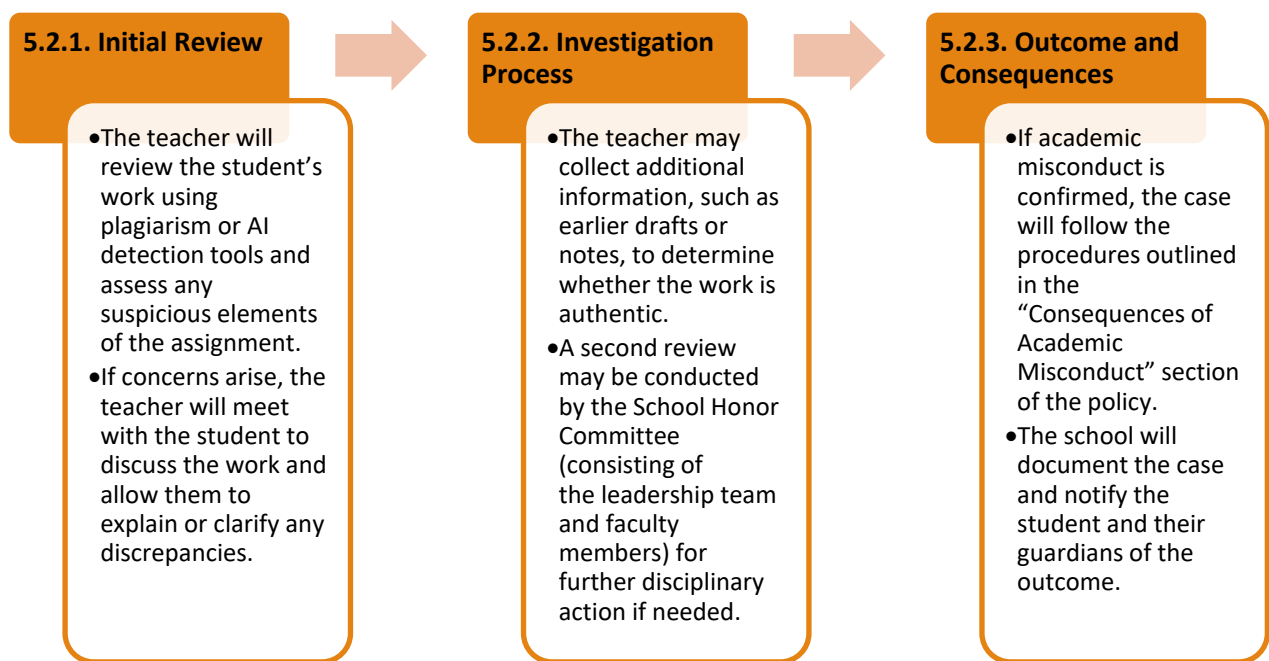 5.2.1. Initial Review
•The teacher will
review the student’s
work using
plagiarism or AI
detection tools and
assess any
suspicious elements
of the assignment.
•If concerns arise, the
teacher will meet
with the student to
discuss the work and
allow them to
explain or clarify any
discrepancies.
5.2.2. Investigation
Process
•The teacher may
collect additional
information, such as
earlier drafts or
notes, to determine
whether the work is
authentic.
•A second review
may be conducted
by the School Honor
Committee
(consisting of
the leadership team
and faculty
members) for
further disciplinary
action if needed.
5.2.3. Outcome and
Consequences
•If academic
misconduct is
confirmed, the case
will follow the
procedures outlined
in the
“Consequences of
Academic
Misconduct” section
of the policy.
•The school will
document the case
and notify the
student and their
guardians of the
outcome.